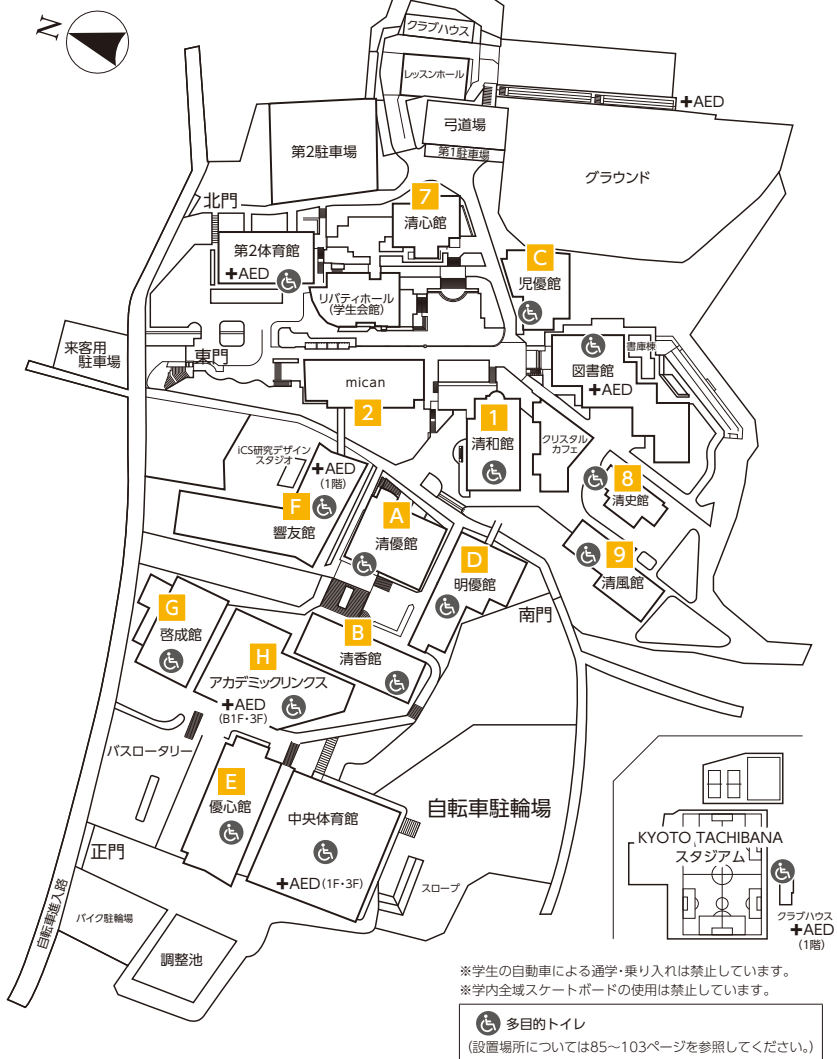 N
クラブハウス
レッスンホール
+AED
弓道場
第1駐車場
第2駐車場
グラウンド
北門
7
清心館
第2体育館
+AED
C
児優館
リバティホール
(学生会館)
来客用
駐車場
東門
mican
2
図書館
+AED
書庫棟
1
清和館
クリスタル
カフェ
iCS研究デザイン
スタジオ
+AED
(1階)
F
響友館
A
清優館
8
清史館
9
清風館
D
明優館
南門
G
啓成館
B
清香館
H
アカデミックリンクス
+AED
(B1F・3F)
バスロータリー
E
優心館
中央体育館
+AED(1F・3F)
自転車駐輪場
正門
スロープ
自転車進入路
バイク駐輪場
調整池
KYOTO TACHIBANA
スタジアム
クラブハウス
+AED
(1階)
※学生の自動車による通学・乗り入れは禁止しています。
※学内全域スケートボードの使用は禁止しています。
多目的トイレ
(設置場所については85〜103ページを参照してください。)